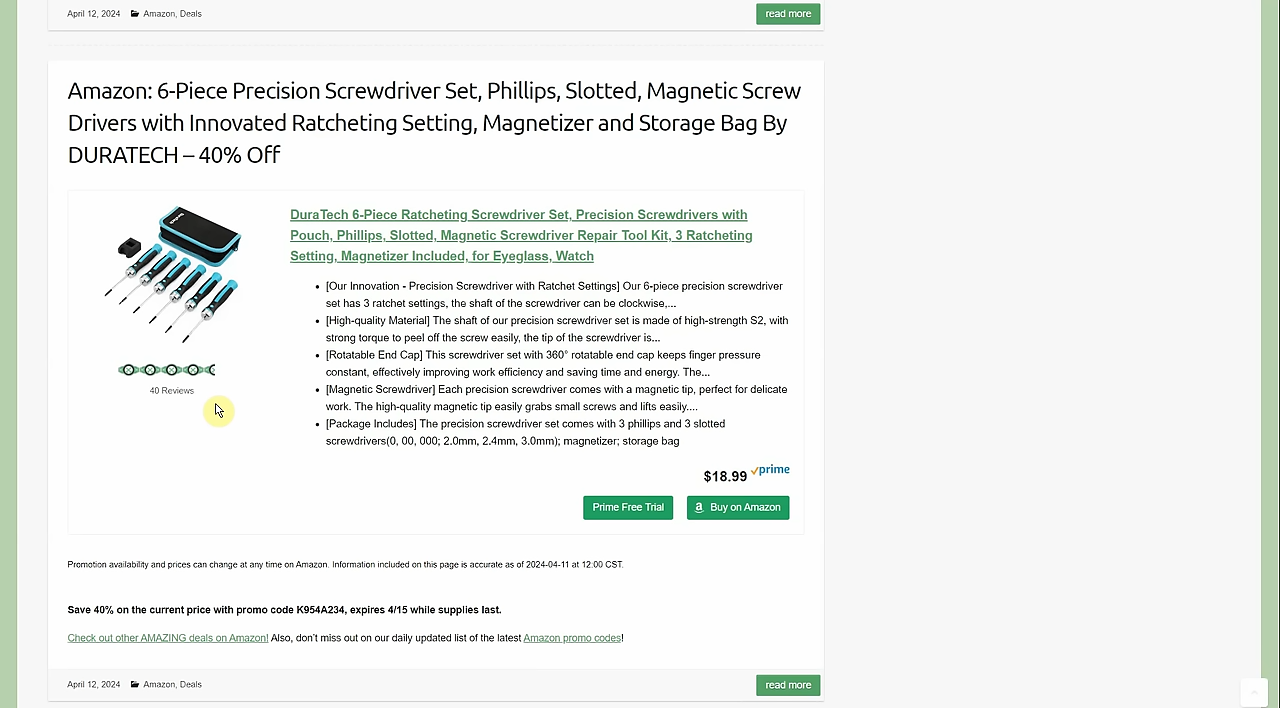 April 12, 2024 Amazon, Deals read more
Amazon: 6-Piece Precision Screwdriver Set, Phillips, Slotted, Magnetic Screw
Drivers with Innovated Ratcheting Setting, Magnetizer and Storage Bag By
DURATECH – 40% Off
DuraTech 6-Piece Ratcheting Screwdriver Set, Precision Screwdrivers with
Pouch, Phillips, Slotted, Magnetic Screwdriver Repair Tool Kit, 3 Ratcheting
Setting, Magnetizer Included, for Eyeglass, Watch
40 Reviews
• [Our Innovation - Precision Screwdriver with Ratchet Settings] Our 6-piece precision screwdriver
set has 3 ratchet settings, the shaft of the screwdriver can be clockwise,...
• [High-quality Material] The shaft of our precision screwdriver set is made of high-strength S2, with
strong torque to peel off the screw easily, the tip of the screwdriver is...
• [Rotatable End Cap] This screwdriver set with 360° rotatable end cap keeps finger pressure
constant, effectively improving work efficiency and saving time and energy. The...
• [Magnetic Screwdriver] Each precision screwdriver comes with a magnetic tip, perfect for delicate
work. The high-quality magnetic tip easily grabs small screws and lifts easily....
• [Package Includes] The precision screwdriver set comes with 3 phillips and 3 slotted
screwdrivers(0, 00, 000; 2.0mm, 2.4mm, 3.0mm); magnetizer; storage bag
$18.99 prime
Prime Free Trial Buy on Amazon
Promotion availability and prices can change at any time on Amazon. Information included on this page is accurate as of 2024-04-11 at 12.00 CST.
Save 40% on the current price with promo code K954A234, expires 4/15 while supplies last.
Check out other AMAZING deals on Amazon! Also, don't miss out on our daily updated list of the latest Amazon promo codes!
April 12, 2024 Amazon, Deals read more